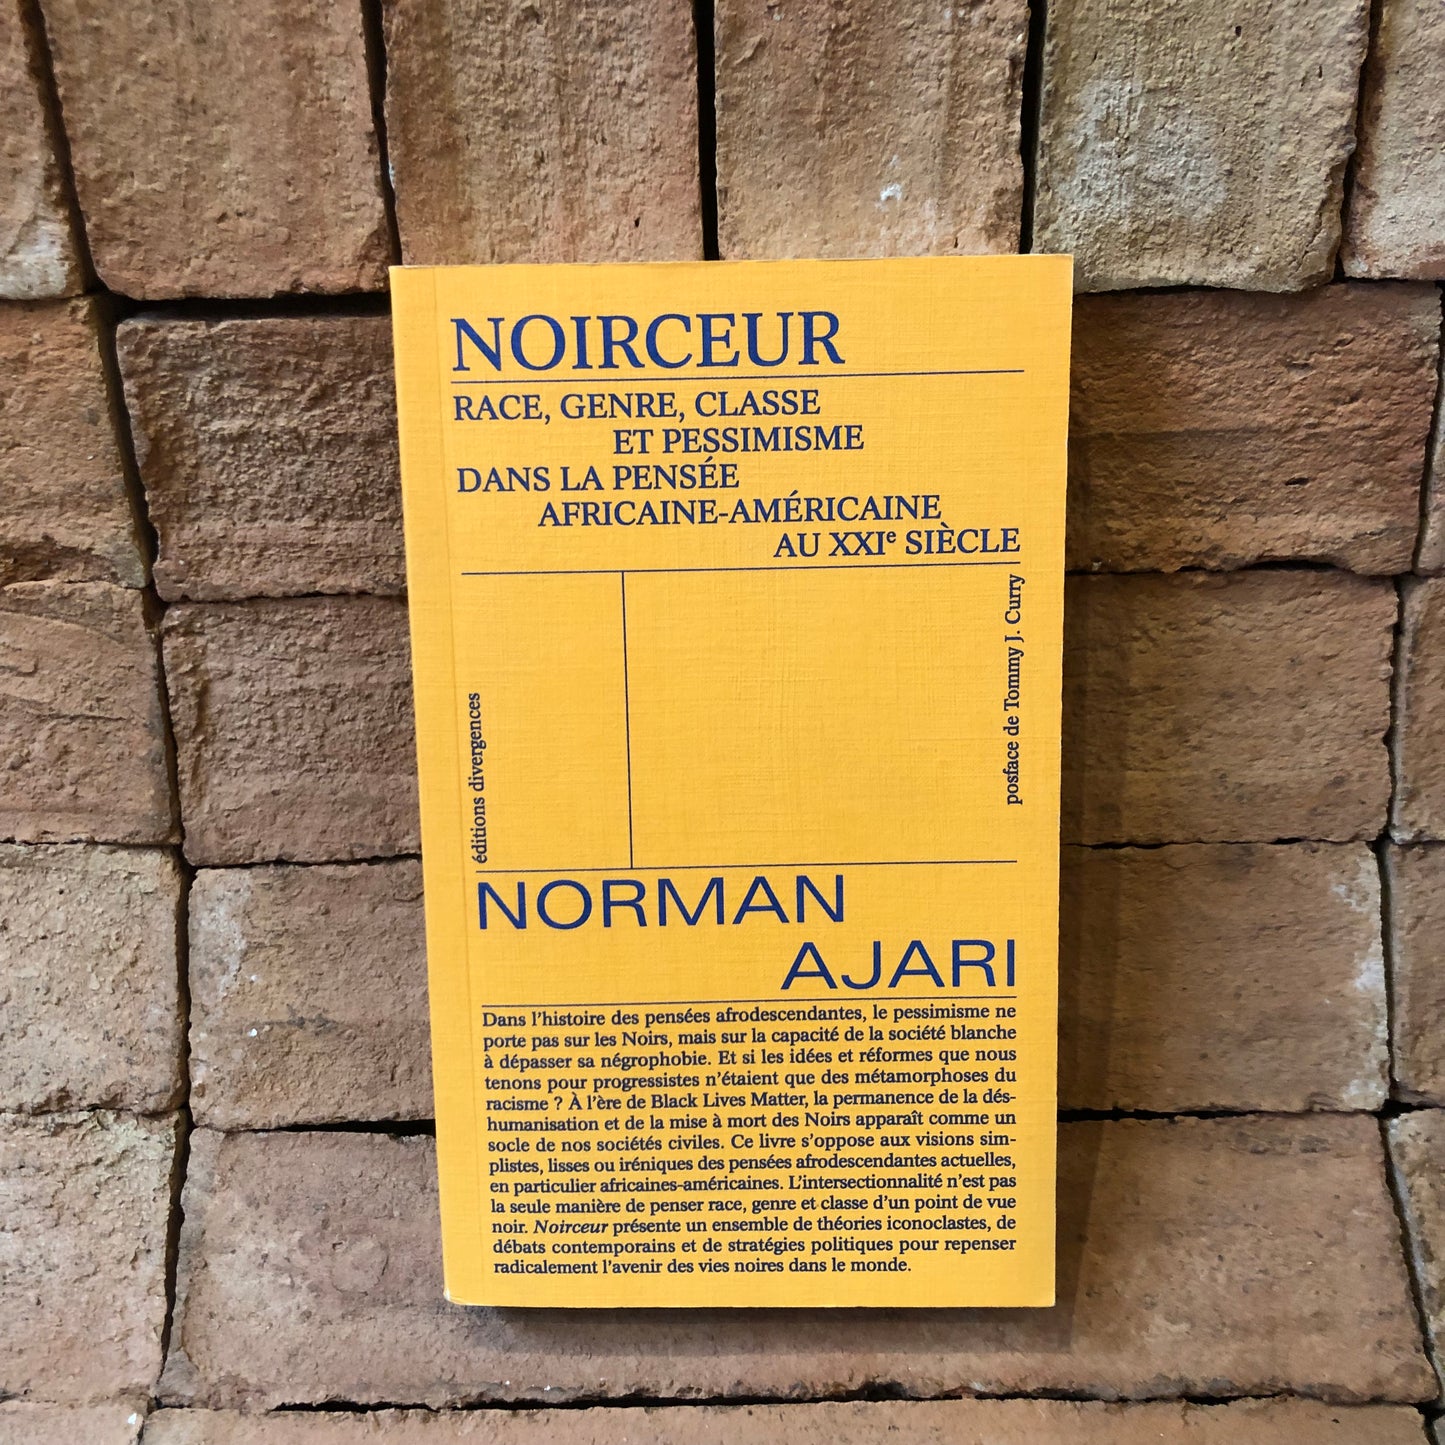 NOIRCEUR
RACE, GENRE, CLASSE
ET PESSIMISME
DANS LA PENSÉE
AFRICAINE-AMÉRICAINE
AU XXIe SIÈCLE
éditions divergences
posface de Tommy J. Curry
NORMAN
AJARI
Dans l’histoire des pensées afrodescendantes, le pessimisme ne
porte pas sur les Noirs, mais sur la capacité de la société blanche
à dépasser sa négrophobie. Et si les idées et réformes que nous
tenons pour progressistes n’étaient que des métamorphoses du
racisme ? À l’ère de Black Lives Matter, la permanence de la dés-
humanisation et de la mise à mort des Noirs apparaît comme un
socle de nos sociétés civiles. Ce livre s’oppose aux visions sim-
plistes, lisses ou iréniques des pensées afrodescendantes actuelles,
en particulier africaines-américaines. L’intersectionnalité n’est pas
la seule manière de penser race, genre et classe d’un point de vue
noir. Noirceur présente un ensemble de théories iconoclastes, de
débats contemporains et de stratégies politiques pour repenser
radicalement l’avenir des vies noires dans le monde.